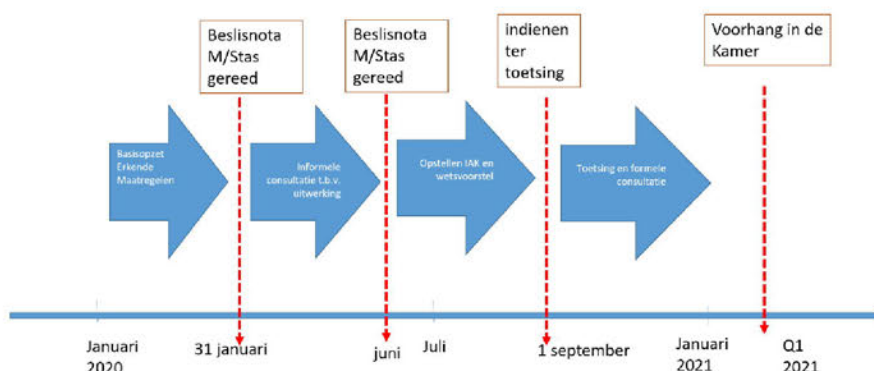 Beslisnota
M/Stas
gereed
Beslisnota
M/Stas
gereed
indienen
ter
toetsing
Voorhang in de
Kamer
Basisopzet
Erkende
Maatregelen
Informele
consultatie t.b.v.
uitwerking
Opstellen IAK en
wetsvoorstel
Toetsing en formele
consultatie
Januari
2020
31 januari
juni
Juli
1 september
Januari
2021
Q1
2021